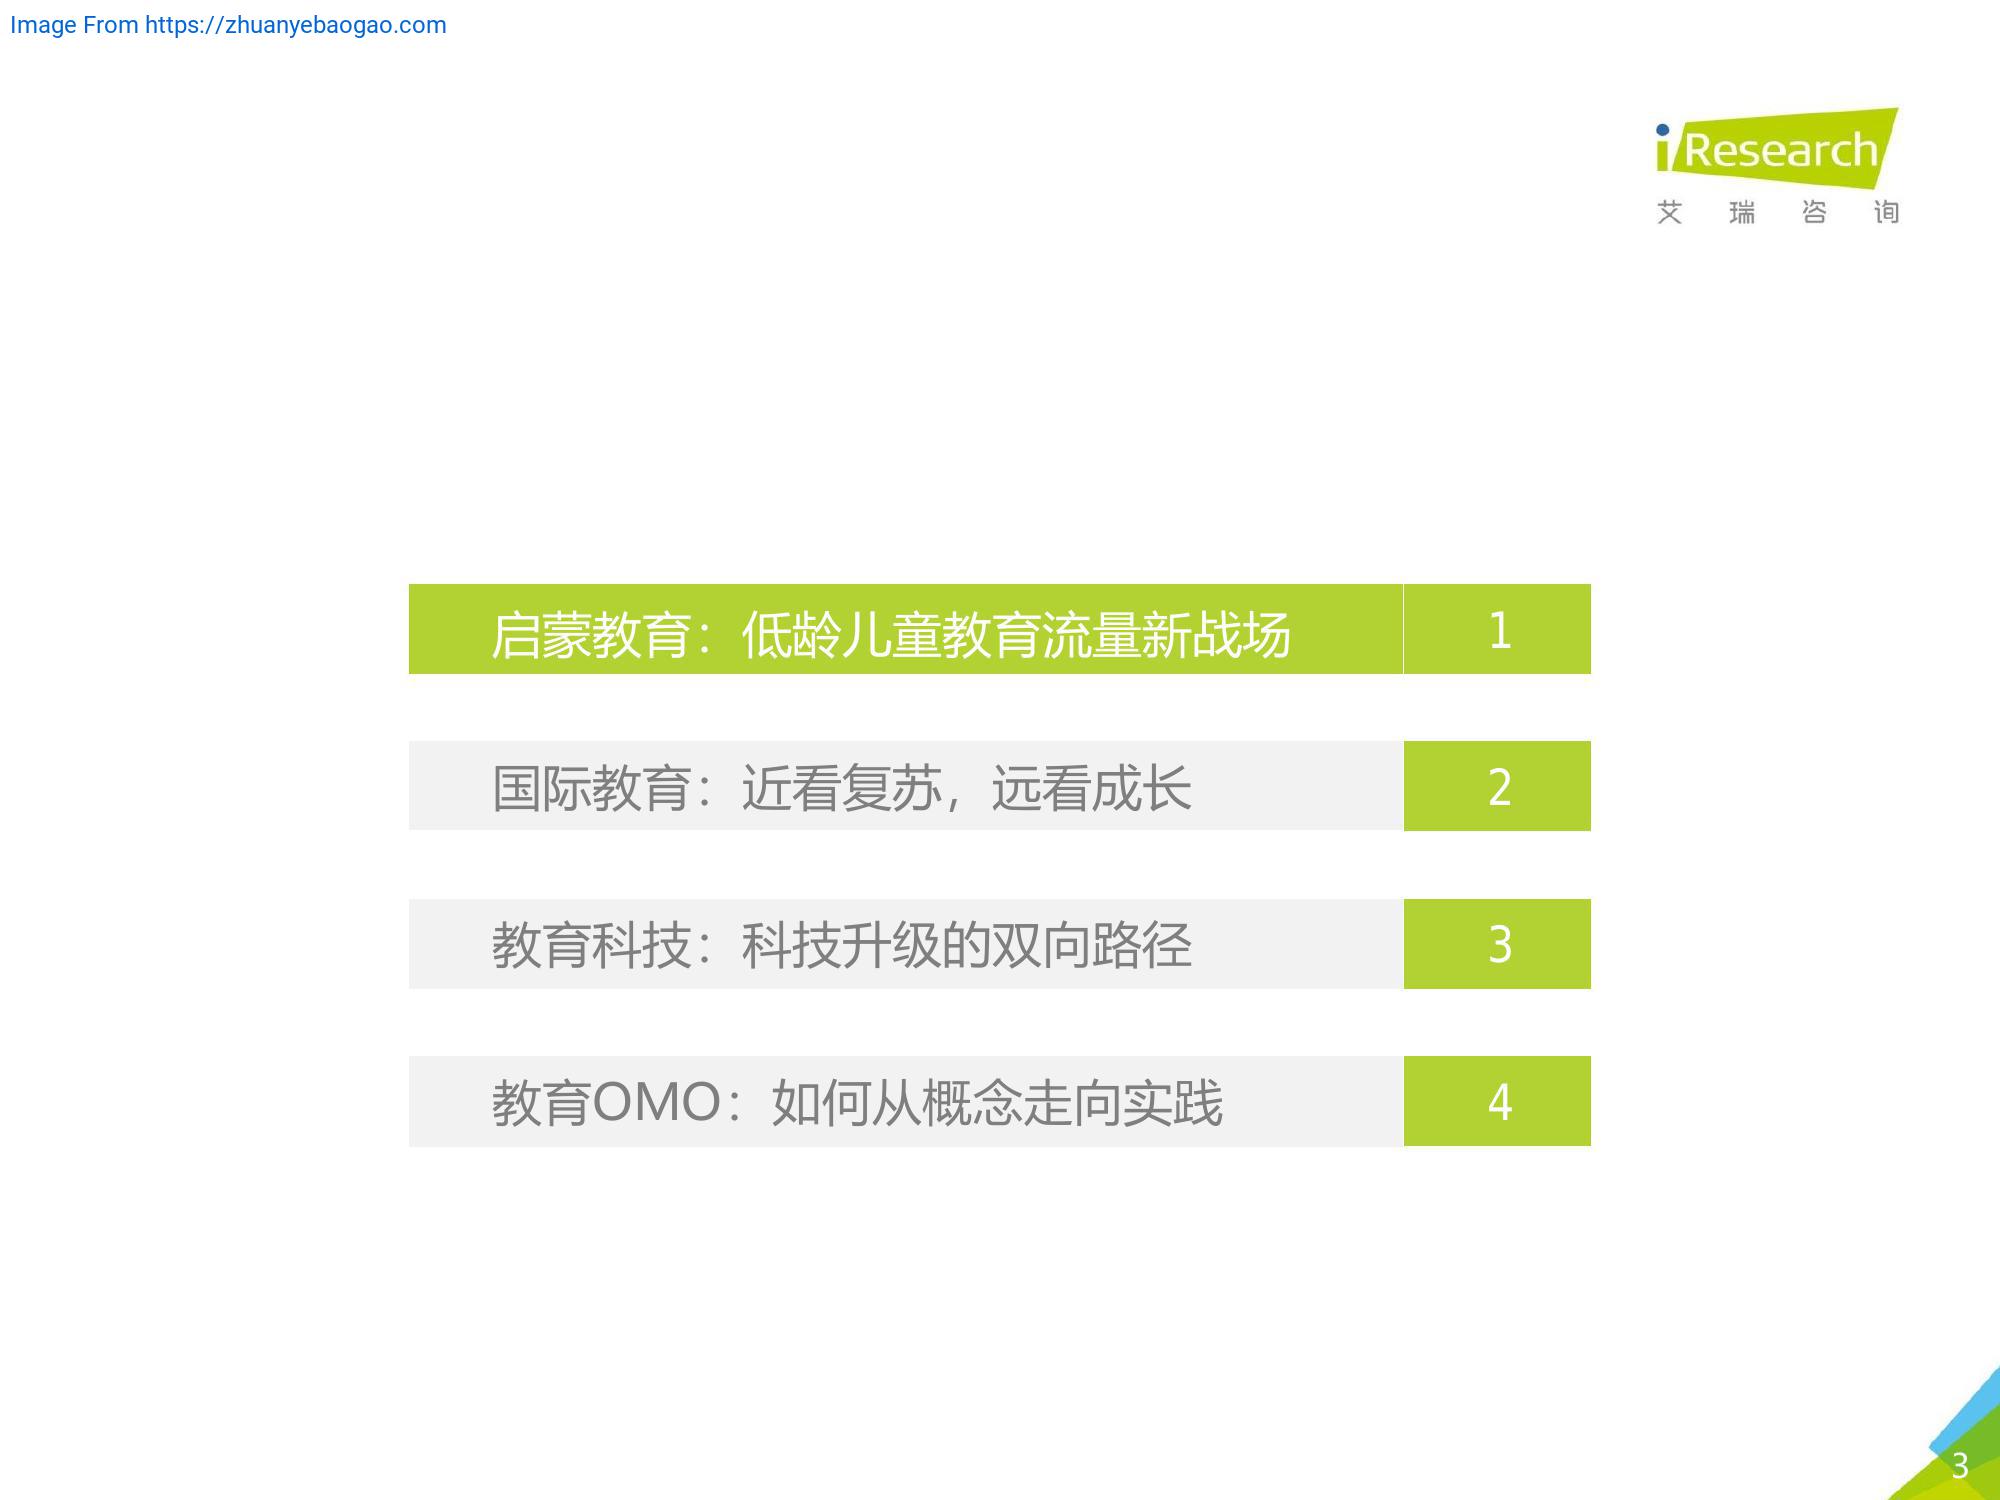 Image From https://zhuanyebaogao.com
iResearch
艾瑞咨询
启蒙教育：低龄儿童教育流量新战场 1
国际教育：近看复苏，远看成长 2
教育科技：科技升级的双向路径 3
教育OMO：如何从概念走向实践 4
3